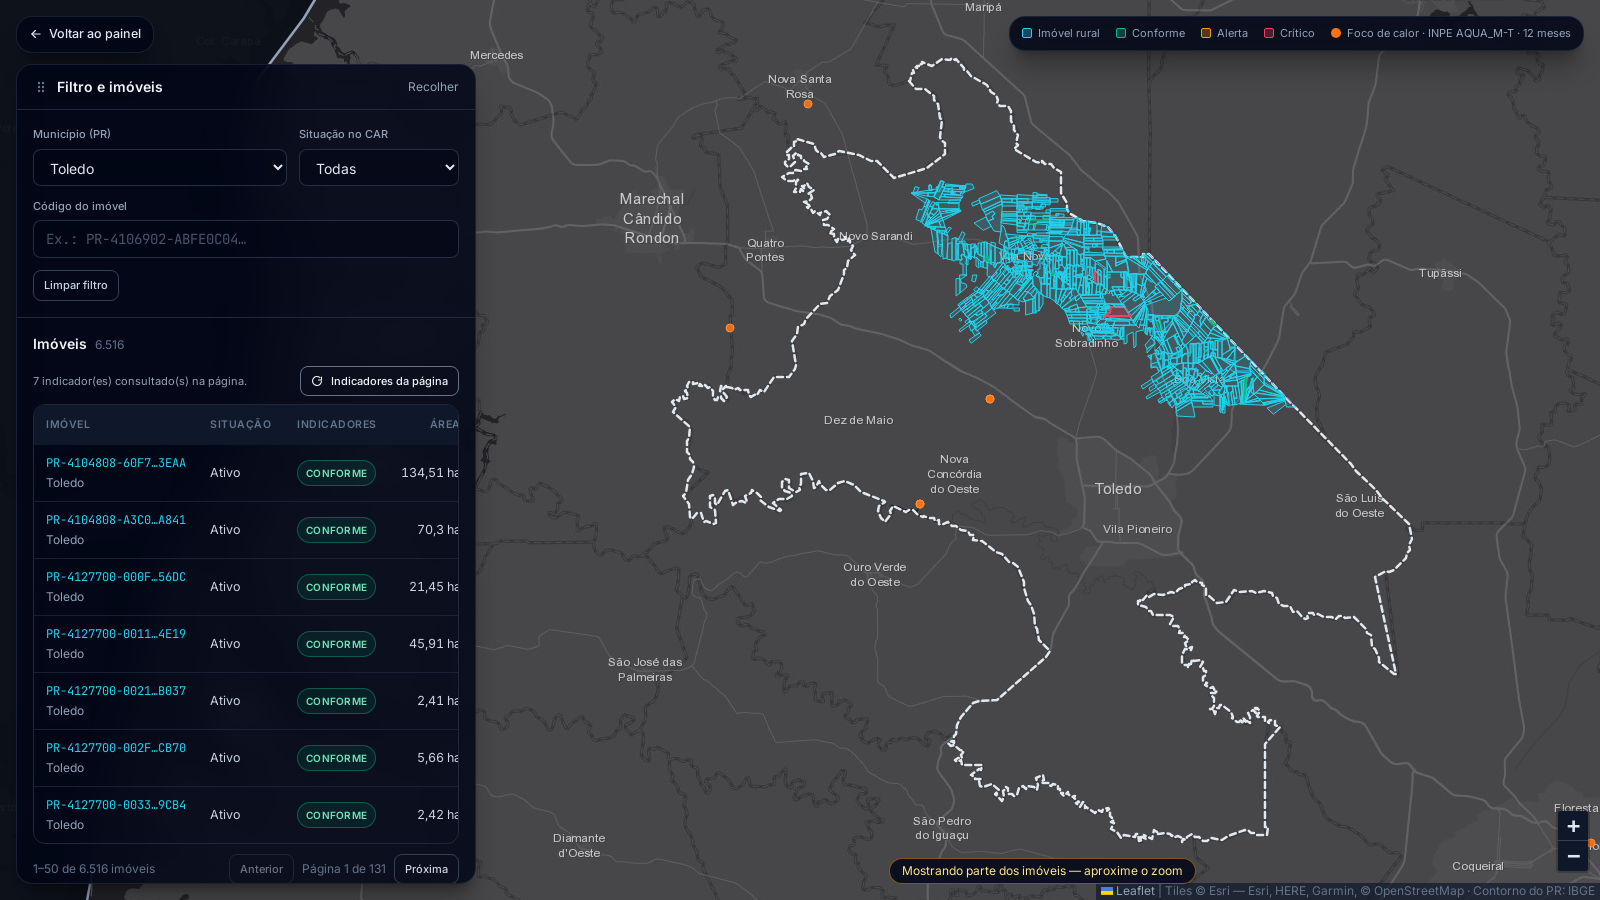 Voltar ao painel
Filtro e imóveis
Recolher
Município (PR)
Situação no CAR
Toledo
Todas
Código do imóvel
Ex.: PR-4106902-ABFE0C04…
Limpar filtro
Imóveis 6.516
7 indicador(es) consultado(s) na página.
Indicadores da página
IMÓVEL SITUAÇÃO INDICADORES ÁREA
PR-4104808-60F7…3EAA
Toledo
Ativo
CONFORME
134,51 ha
PR-4104808-A3C0…A841
Toledo
Ativo
CONFORME
70,3 ha
PR-4127700-000F…56DC
Toledo
Ativo
CONFORME
21,45 ha
PR-4127700-0011…4E19
Toledo
Ativo
CONFORME
45,91 ha
PR-4127700-0021…B037
Toledo
Ativo
CONFORME
2,41 ha
PR-4127700-002F…CB70
Toledo
Ativo
CONFORME
5,66 ha
PR-4127700-0033…9CB4
Toledo
Ativo
CONFORME
2,42 ha
1–50 de 6.516 imóveis
Anterior
Página 1 de 131
Próxima
Imóvel rural
Conforme
Alerta
Crítico
Foco de calor · INPE AQUA_M-T · 12 meses
Maripá
Mercedes
Nova Santa
Rosa
Marechal
Cândido
Rondon
Quatro
Pontes
Novo Sarandi
Tupãssi
Novo
Sobradinho
Dez de Maio
Nova
Concórdia
do Oeste
Toledo
Vila Pioneiro
São Luis
do Oeste
Ouro Verde
do Oeste
São José das
Palmeiras
São Pedro
do Iguaçu
Diamante
d'Oeste
Floresta
Coqueiral
+
−
Mostrando parte dos imóveis — aproxime o zoom
Leaflet | Tiles © Esri — Esri, HERE, Garmin, © OpenStreetMap · Contorno do PR: IBGE